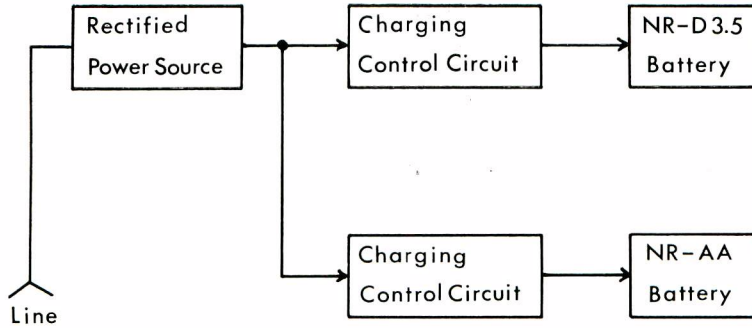 Rectified
Power Source
Charging
Control Circuit
NR-D3.5
Battery
Charging
Control Circuit
NR-AA
Battery
Line